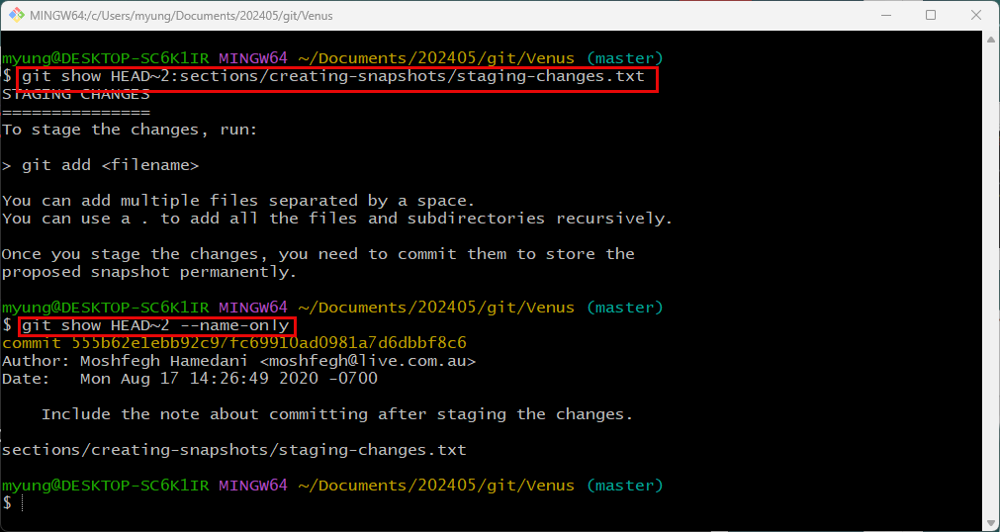 MINGW64:/c/Users/myung/Documents/202405/git/Venus
myung@DESKTOP-SC6K1IR MINGW64 ~/Documents/202405/git/Venus (master)
$ git show HEAD~2:sections/creating-snapshots/staging-changes.txt
STAGING CHANGES
===============
To stage the changes, run:
> git add <filename>
You can add multiple files separated by a space.
You can use a . to add all the files and subdirectories recursively.
Once you stage the changes, you need to commit them to store the
proposed snapshot permanently.
myung@DESKTOP-SC6K1IR MINGW64 ~/Documents/202405/git/Venus (master)
$ git show HEAD~2 --name-only
commit 555b62e1ebb92c97fc69910ad0981a7d6dbbf8c6
Author: Moshfegh Hamedani <moshfegh@live.com.au>
Date:   Mon Aug 17 14:26:49 2020 -0700
Include the note about committing after staging the changes.
sections/creating-snapshots/staging-changes.txt
myung@DESKTOP-SC6K1IR MINGW64 ~/Documents/202405/git/Venus (master)
$